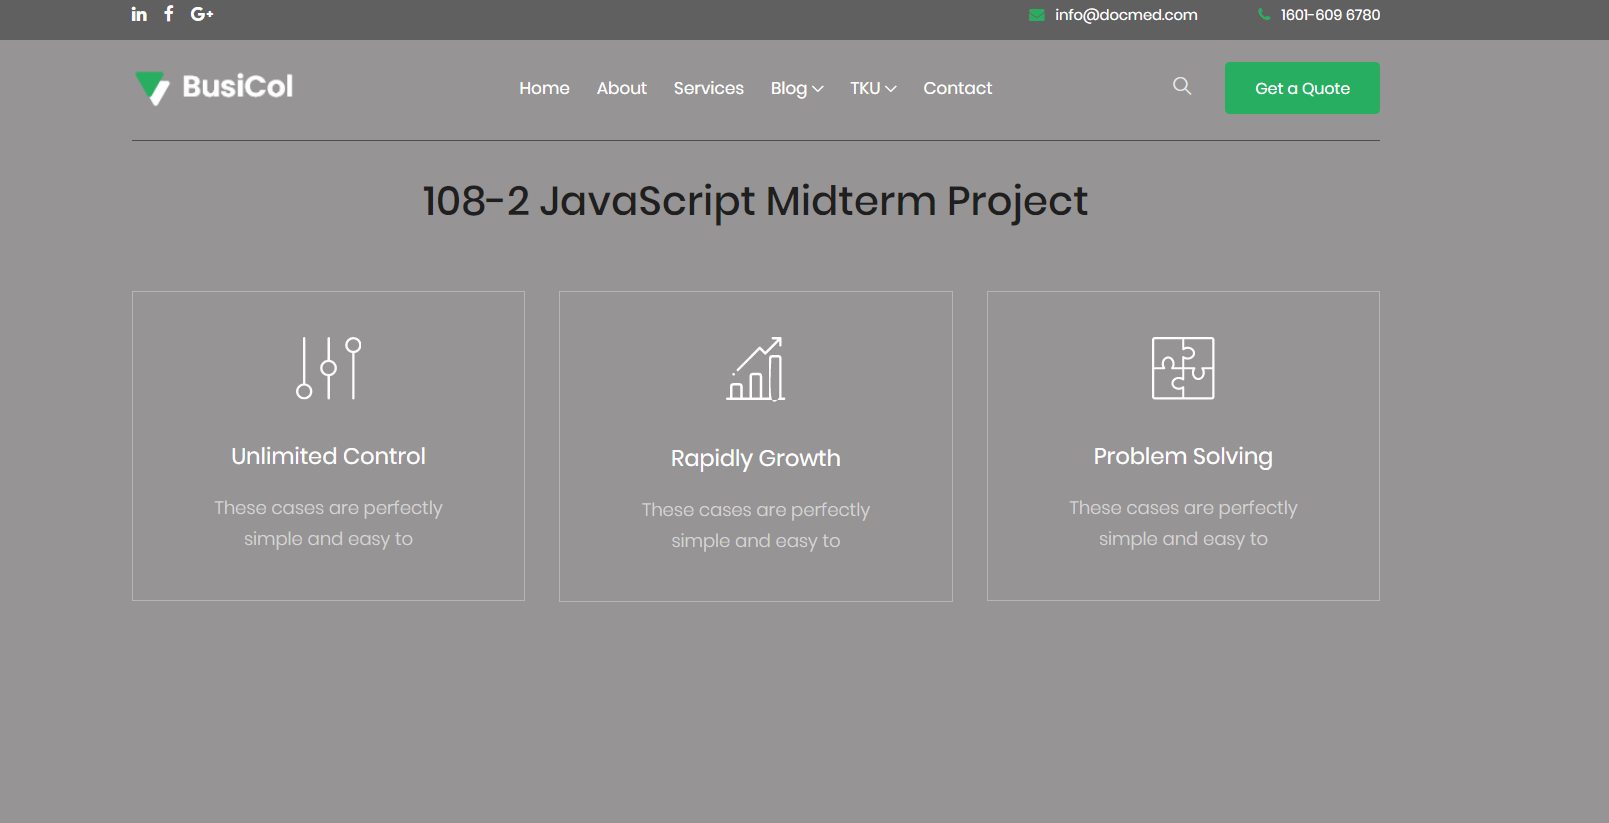 info@docmed.com 1601-609 6780
BusiCol Home About Services Blog TKU Contact Get a Quote
108-2 JavaScript Midterm Project
Unlimited Control
These cases are perfectly
simple and easy to
Rapidly Growth
These cases are perfectly
simple and easy to
Problem Solving
These cases are perfectly
simple and easy to